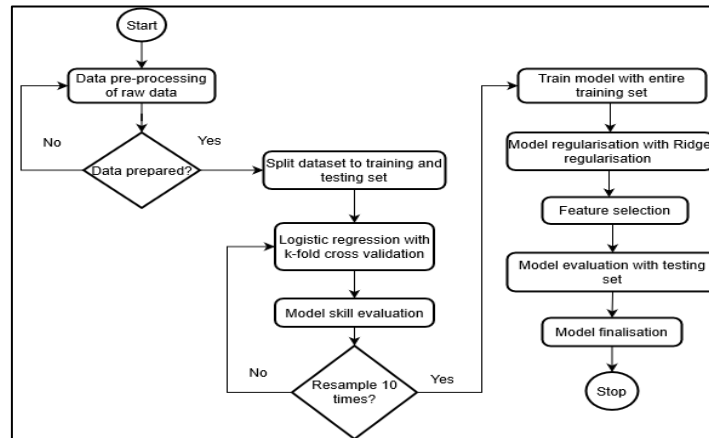 Start
Data pre-processing
of raw data
No
Yes
Data prepared?
Split dataset to training and
testing set
Logistic regression with
k-fold cross validation
Model skill evaluation
No
Yes
Resample 10
times?
Train model with entire
training set
Model regularisation with Ridge
regularisation
Feature selection
Model evaluation with testing
set
Model finalisation
Stop